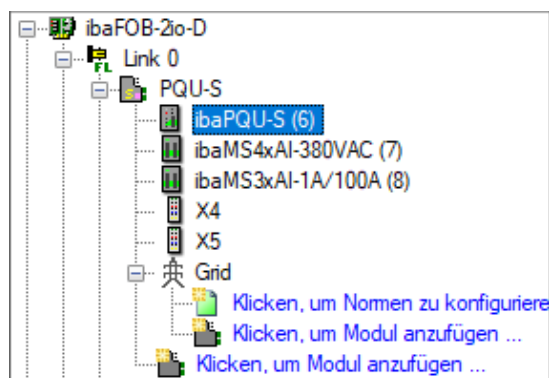 ibaFOB-2io-D
Link 0
PQU-S
ibaPQU-S (6)
ibaMS4xAI-380VAC (7)
ibaMS3xAI-1A/100A (8)
X4
X5
Grid
Klicken, um Normen zu konfiguriere
Klicken, um Modul anzufügen ...
Klicken, um Modul anzufügen ...